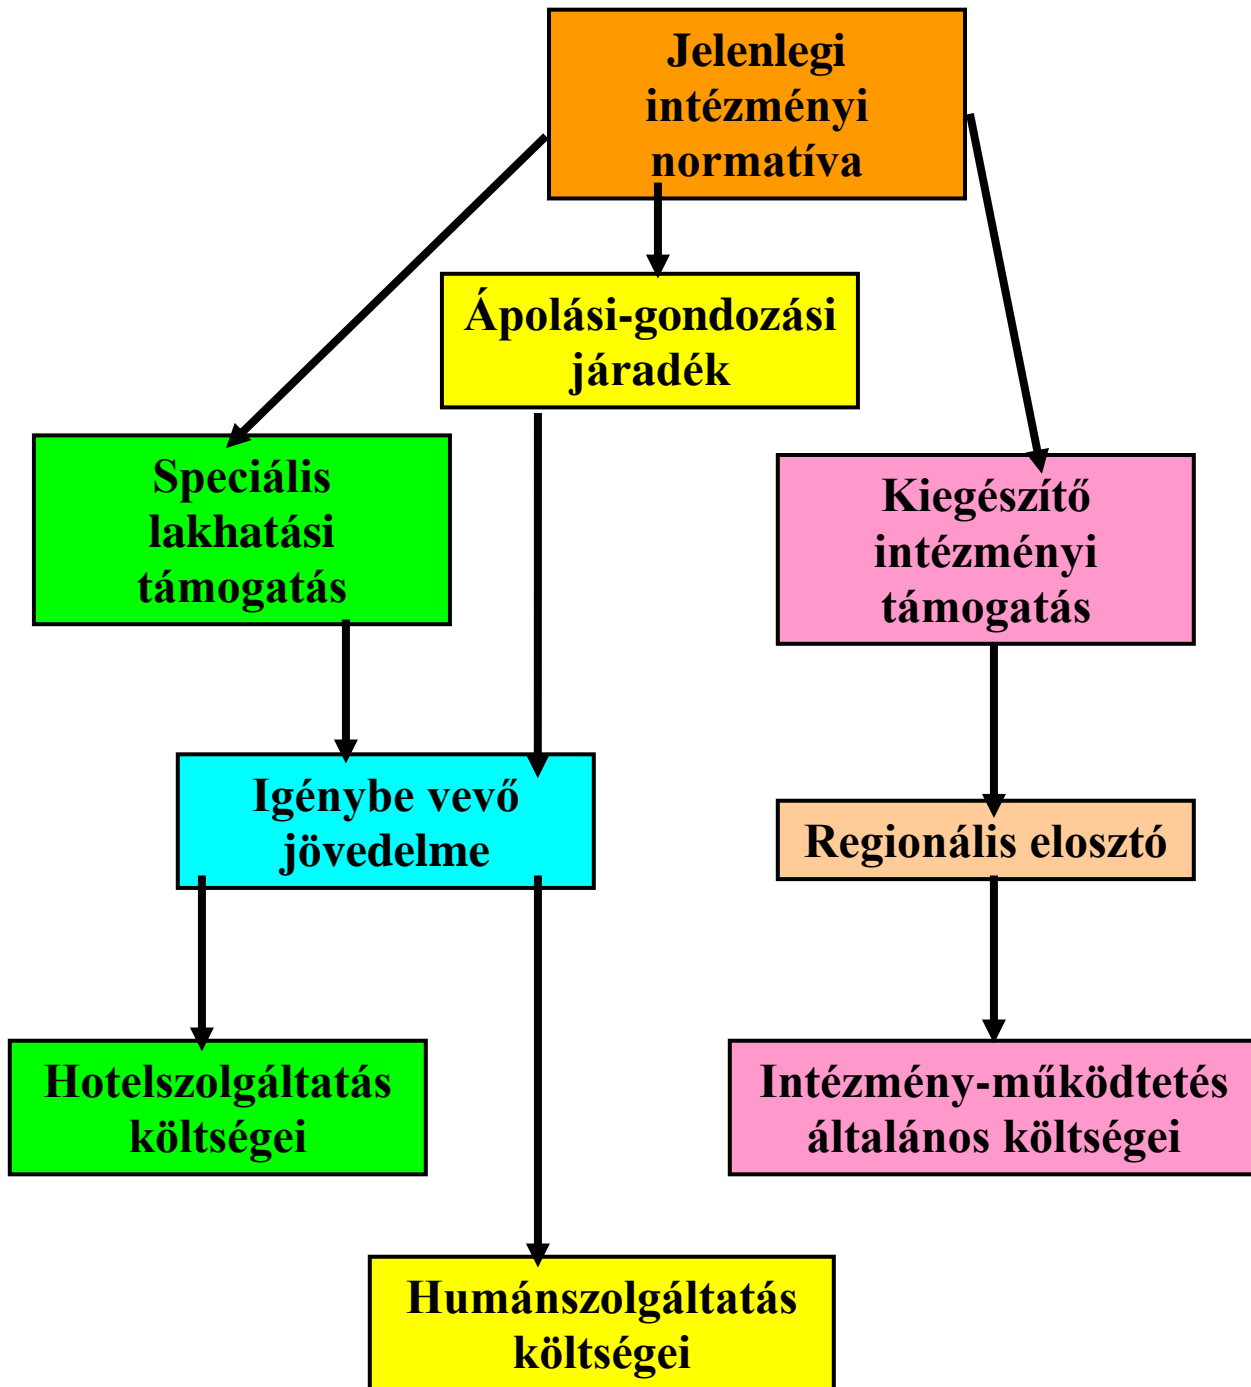 Jelenlegi
intézményi
normatíva
Ápolási-gondozási
járadék
Speciális
lakhatási
támogatás
Kiegészítő
intézményi
támogatás
Igénybe vevő
jövedelme
Regionális elosztó
Hotelszolgáltatás
költségei
Intézmény-működtetés
általános költségei
Humánszolgáltatás
költségei